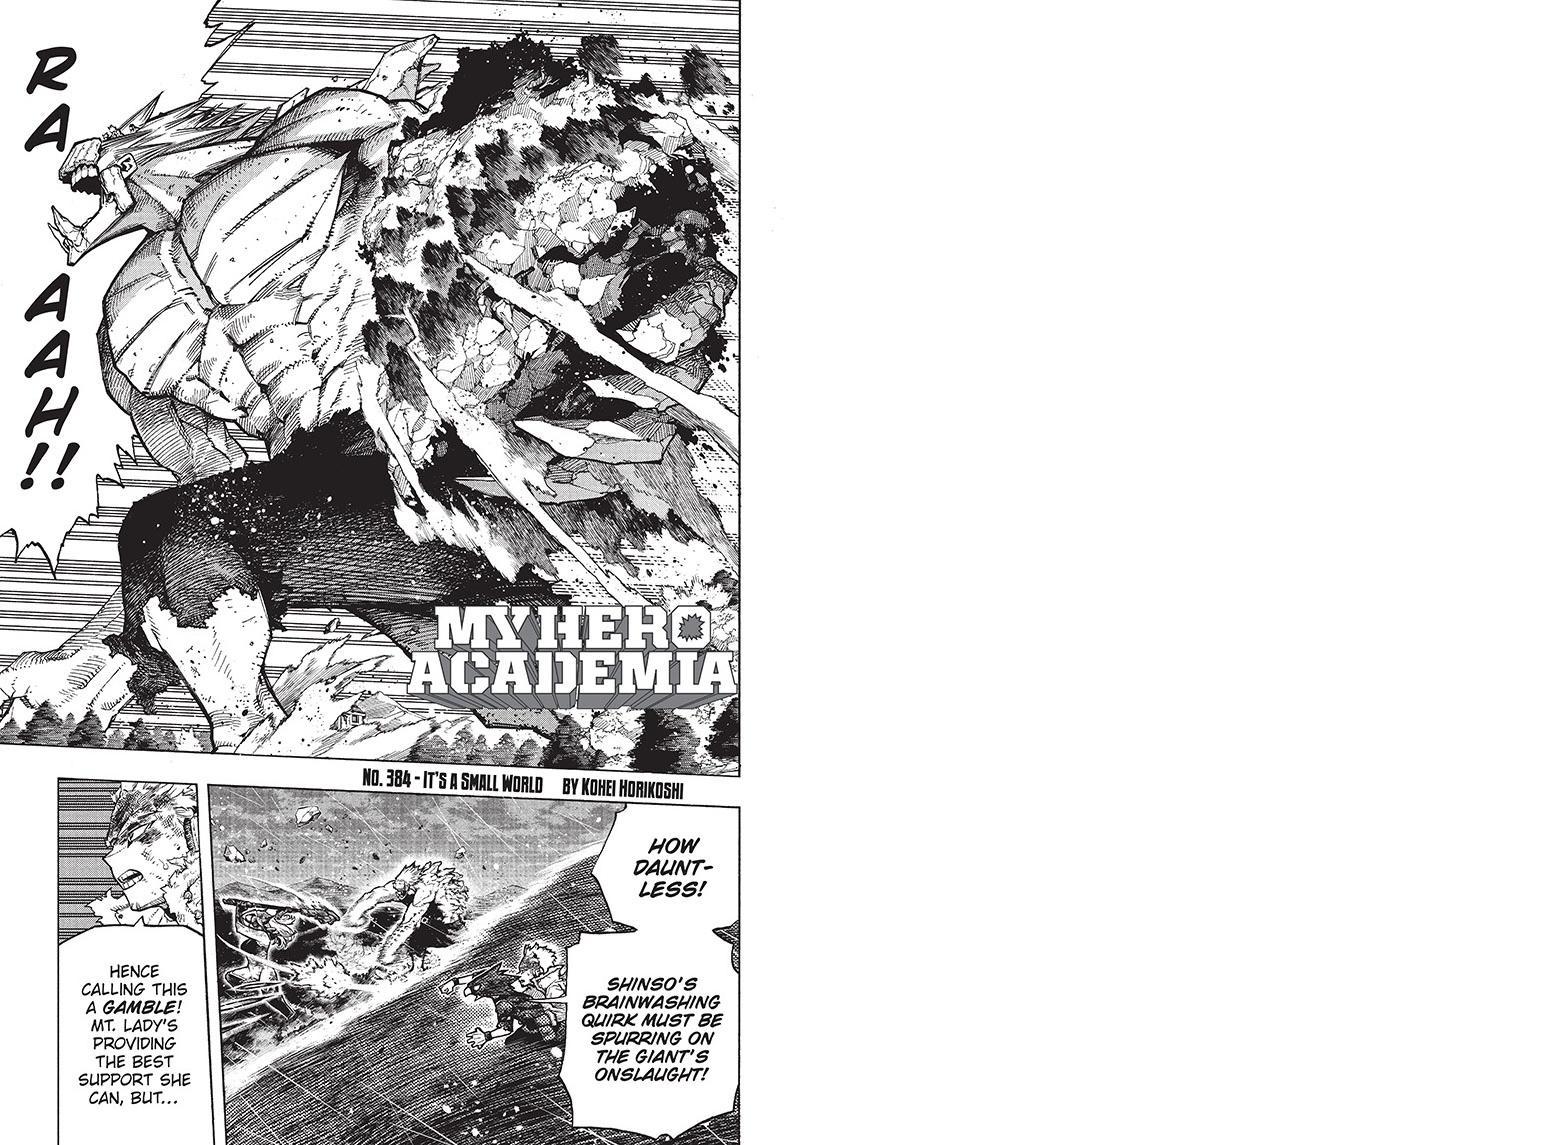 RA
AAAH!!
MY HERO
ACADEMIA
NO. 384 - IT'S A SMALL WORLD BY KOHEI HORIKOSHI
HOW
DAUNT-
LESS!
SHINSO'S
BRAINWASHING
QUIRK MUST BE
SPURRING ON
THE GIANT'S
ONSLAUGHT!
HENCE
CALLING THIS
A GAMBLE!
MT. LADY'S
PROVIDING
THE BEST
SUPPORT SHE
CAN, BUT...